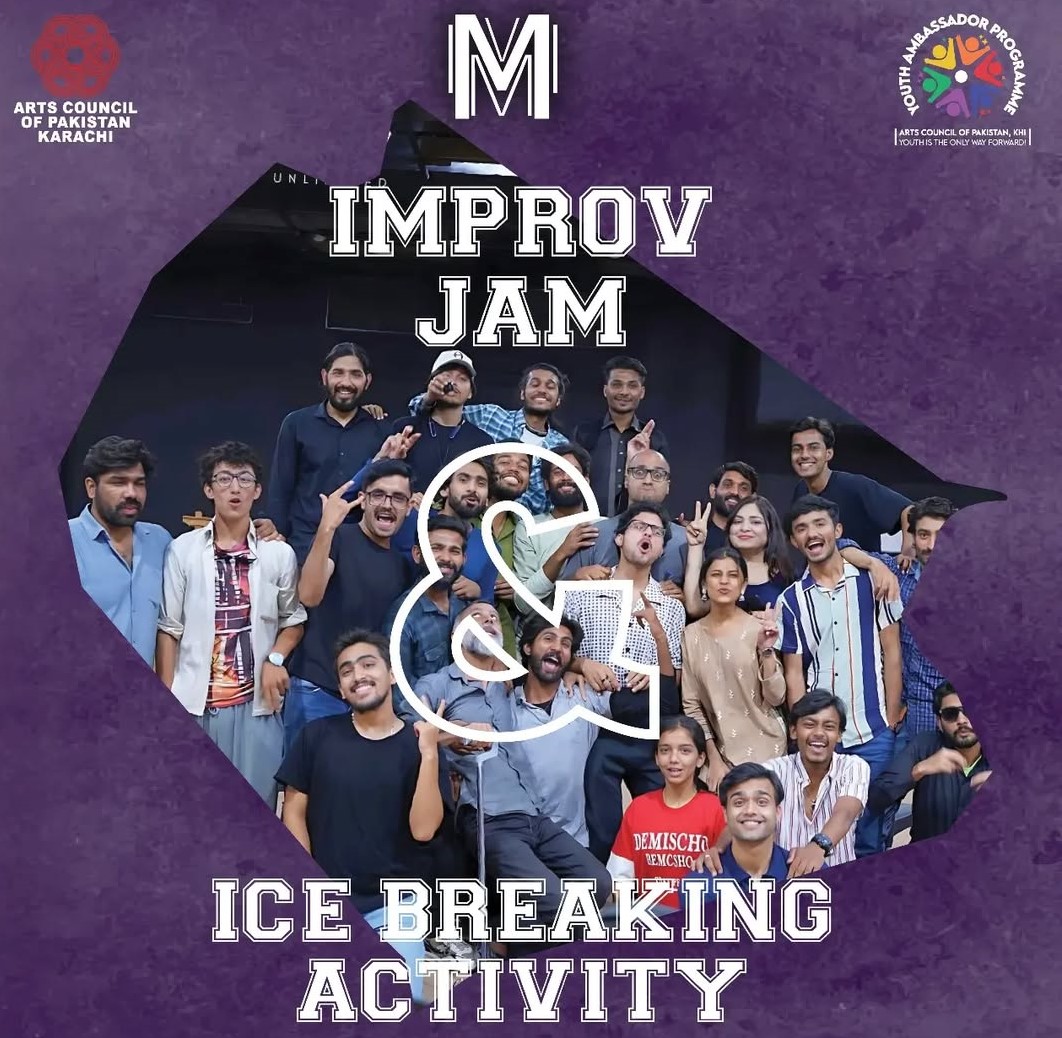 ARTS COUNCIL
OF PAKISTAN
KARACHI
M
YOUTH AMBASSADOR PROGRAMME
ARTS COUNCIL OF PAKISTAN, KHI
YOUTH IS THE ONLY WAY FORWARD!
IMPROV
JAM
&
DEMISCHO
REMCSHO
ICE BREAKING
ACTIVITY